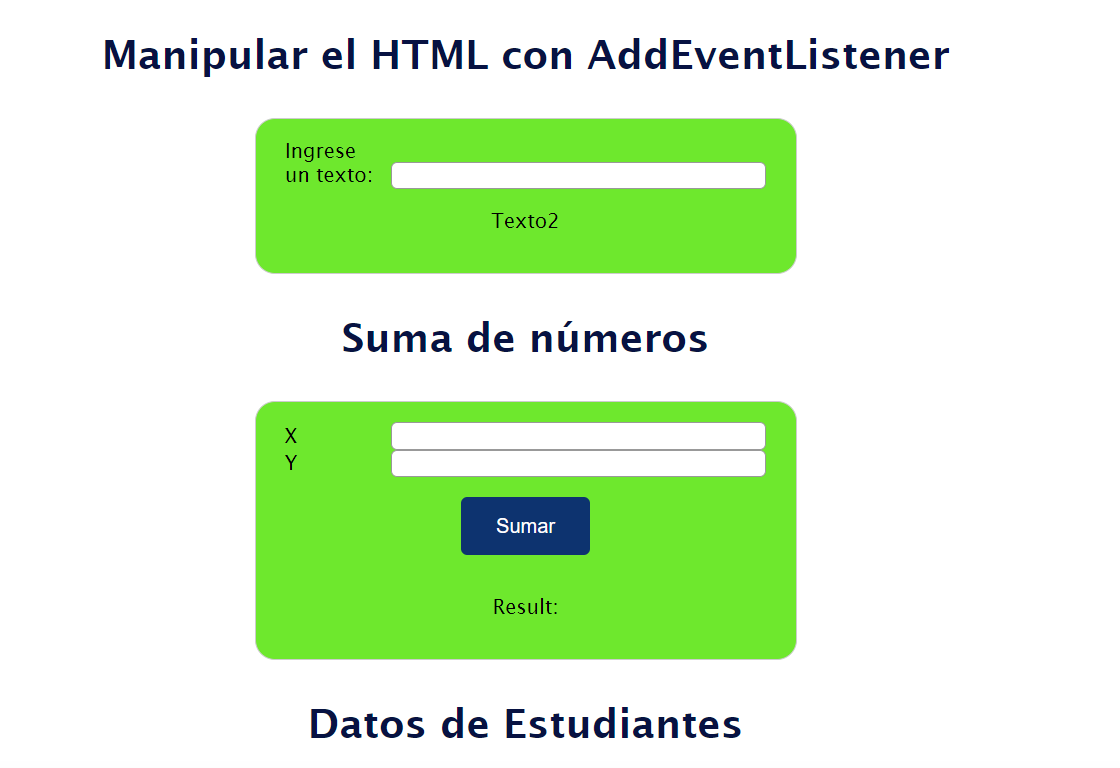 Manipular el HTML con AddEventListener
Ingrese
un texto:
Texto2
Suma de números
X
Y
Sumar
Result:
Datos de Estudiantes